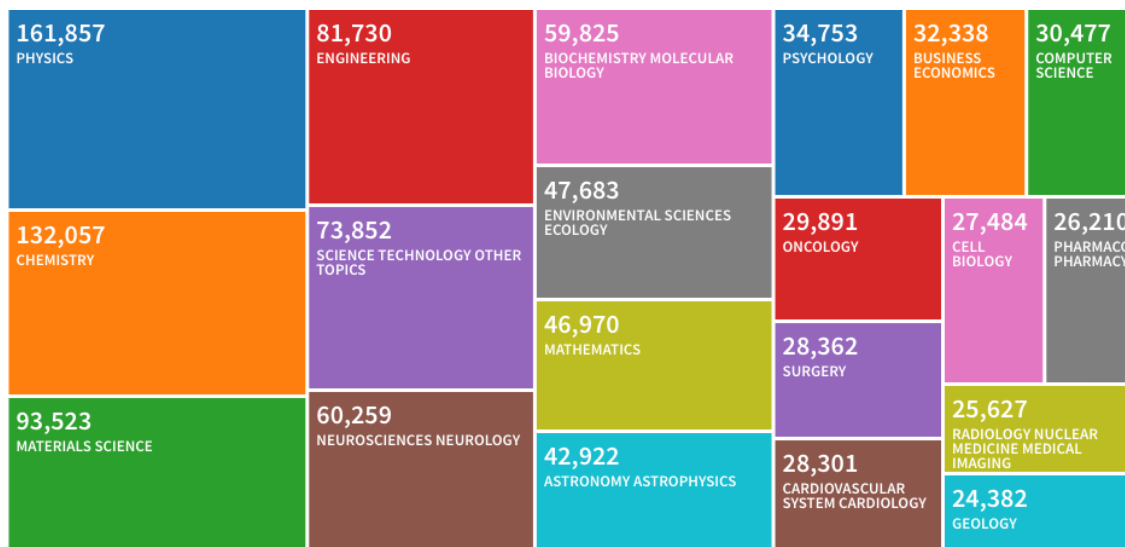 161,857
PHYSICS
132,057
CHEMISTRY
93,523
MATERIALS SCIENCE
81,730
ENGINEERING
73,852
SCIENCE TECHNOLOGY OTHER
TOPICS
60,259
NEUROSCIENCES NEUROLOGY
59,825
BIOCHEMISTRY MOLECULAR
BIOLOGY
47,683
ENVIRONMENTAL SCIENCES
ECOLOGY
46,970
MATHEMATICS
42,922
ASTRONOMY ASTROPHYSICS
34,753
PSYCHOLOGY
32,338
BUSINESS
ECONOMICS
30,477
COMPUTER
SCIENCE
29,891
ONCOLOGY
28,362
SURGERY
28,301
CARDIOVASCULAR
SYSTEM CARDIOLOGY
27,484
CELL
BIOLOGY
26,210
PHARMACY
25,627
RADIOLOGY NUCLEAR
MEDICINE MEDICAL
IMAGING
24,382
GEOLOGY